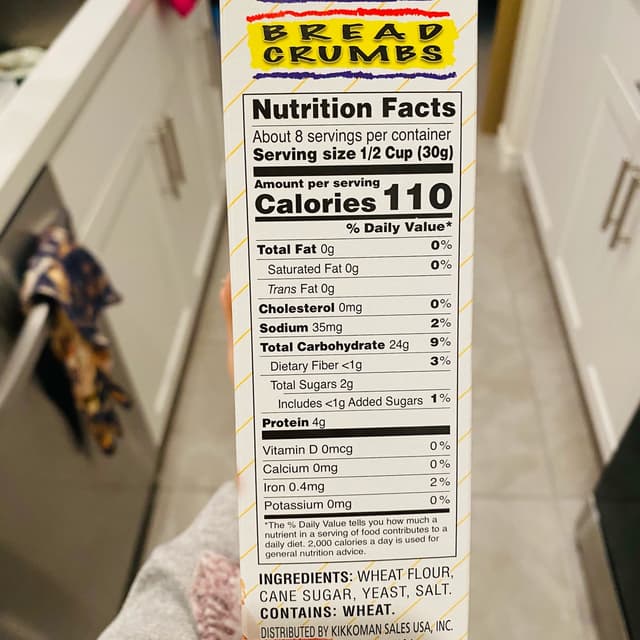 BREAD
CRUMBS
Nutrition Facts
About 8 servings per container
Serving size 1/2 Cup (30g)
Amount per serving
Calories 110
% Daily Value*
Total Fat 0g 0%
Saturated Fat 0g 0%
Trans Fat 0g
Cholesterol 0mg 0%
Sodium 35mg 2%
Total Carbohydrate 24g 9%
Dietary Fiber <1g 3%
Total Sugars 2g
Includes <1g Added Sugars 1%
Protein 4g
Vitamin D 0mcg 0%
Calcium 0mg 0%
Iron 0.4mg 2%
Potassium 0mg 0%
*The % Daily Value tells you how much a
nutrient in a serving of food contributes to a
daily diet. 2,000 calories a day is used for
general nutrition advice.
INGREDIENTS: WHEAT FLOUR,
CANE SUGAR, YEAST, SALT.
CONTAINS: WHEAT.
DISTRIBUTED BY KIKKOMAN SALES USA, INC.